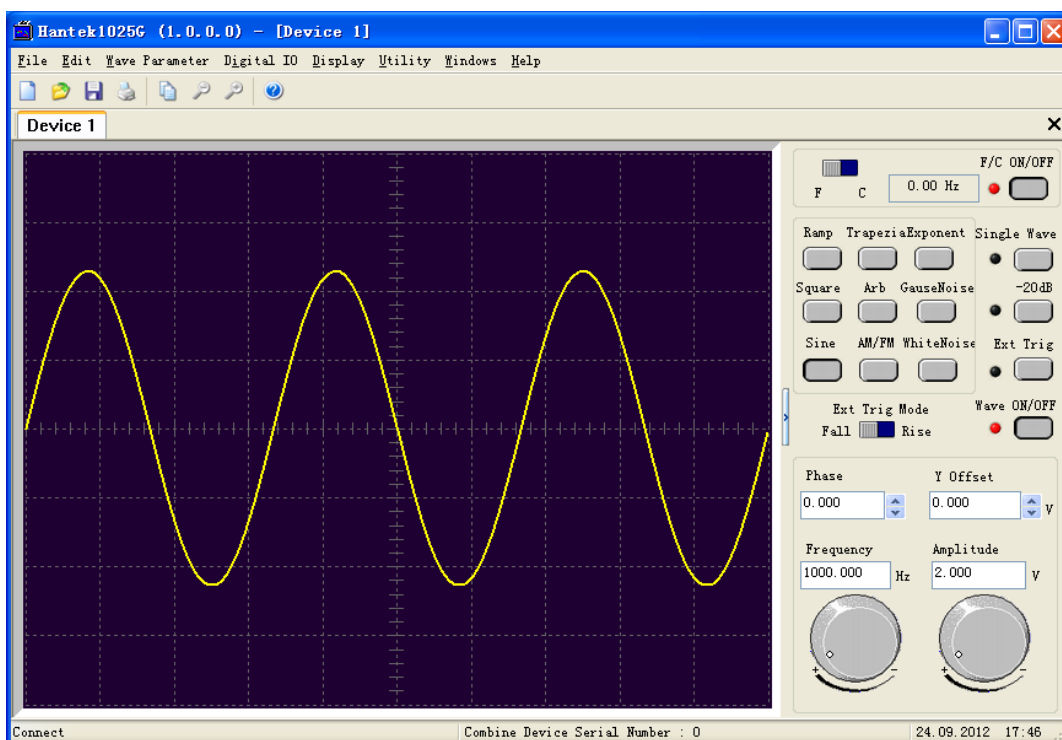 Hantek1025G (1.0.0.0) - [Device 1]
File Edit Wave Parameter Digital IO Display Utility Windows Help
Device 1
F/C ON/OFF
F C 0.00 Hz
Ramp Trapezia Exponent Single Wave
Square Arb GauseNoise -20dB
Sine AM/FM WhiteNoise Ext Trig
Ext Trig Mode Wave ON/OFF
Fall Rise
Phase Y Offset
0.000 0.000 V
Frequency Amplitude
1000.000 Hz 2.000 V
+ - + -
Connect Combine Device Serial Number : 0 24.09.2012 17:46